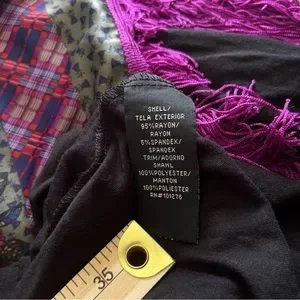 SHELL/
TELA EXTERIOR
95%RAYON/
RAYON
5%SPANDEX/
SPANDEX
TRIM/ADORNO
SHAWL
100%POLYESTER/
MANTON
100%POLIESTER
RN#101276
35